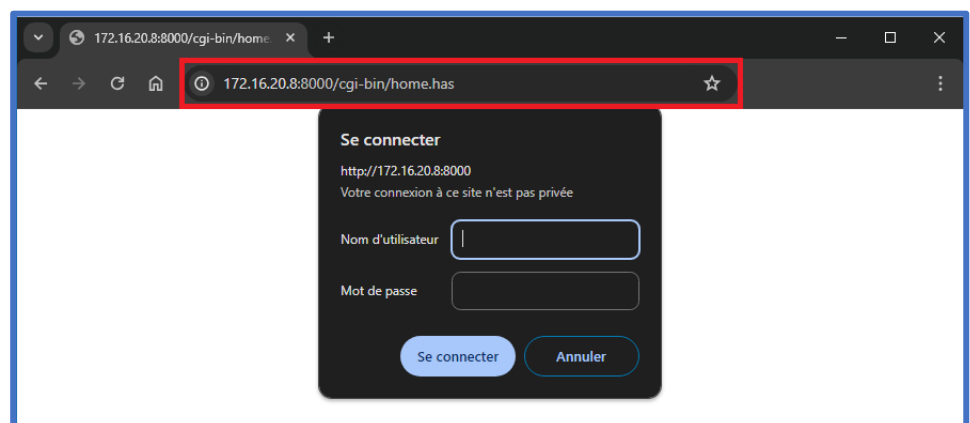 172.16.20.8:8000/cgi-bin/home.
172.16.20.8:8000/cgi-bin/home.has
Se connecter
http://172.16.20.8:8000
Votre connexion à ce site n'est pas privée
Nom d'utilisateur
Mot de passe
Se connecter Annuler